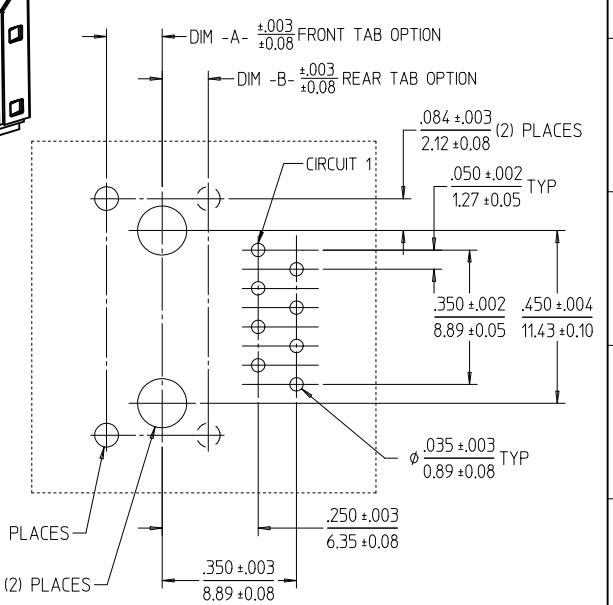 DIM -A- ±.003 FRONT TAB OPTION
±0.08
DIM -B- ±.003 REAR TAB OPTION
±0.08
.084 ±.003 (2) PLACES
2.12 ±0.08
CIRCUIT 1
.050 ±.002 TYP
1.27 ±0.05
.350 ±.002
8.89 ±0.05
.450 ±.004
11.43 ±0.10
ϕ .035 ±.003 TYP
0.89 ±0.08
PLACES
.250 ±.003
6.35 ±0.08
(2) PLACES
.350 ±.003
8.89 ±0.08